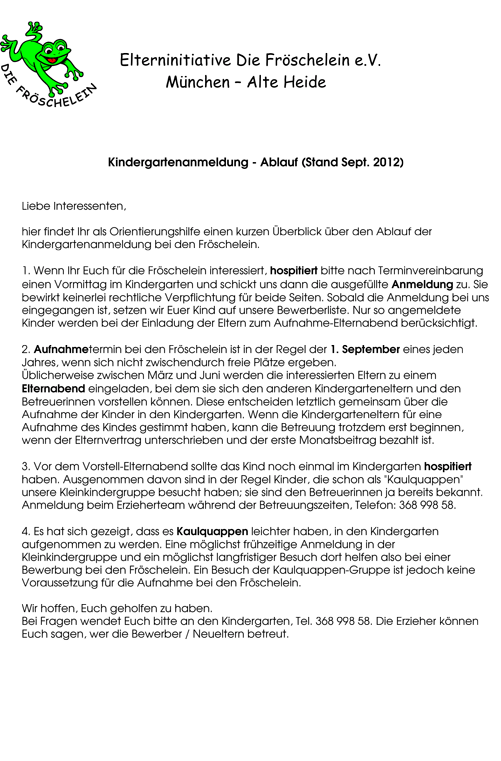 DIE FRÖSCHELEIN
Elterninitiative Die Fröschelein e.V.
München – Alte Heide
Kindergartenanmeldung - Ablauf (Stand Sept. 2012)
Liebe Interessenten,
hier findet Ihr als Orientierungshilfe einen kurzen Überblick über den Ablauf der
Kindergartenanmeldung bei den Fröschelein.
1. Wenn Ihr Euch für die Fröschelein interessiert, hospitiert bitte nach Terminvereinbarung
einen Vormittag im Kindergarten und schickt uns dann die ausgefüllte Anmeldung zu. Sie
bewirkt keinerlei rechtliche Verpflichtung für beide Seiten. Sobald die Anmeldung bei uns
eingegangen ist, setzen wir Euer Kind auf unsere Bewerberliste. Nur so angemeldete
Kinder werden bei der Einladung der Eltern zum Aufnahme-Elternabend berücksichtigt.
2. Aufnahmetermin bei den Fröschelein ist in der Regel der 1. September eines jeden
Jahres, wenn sich nicht zwischendurch freie Plätze ergeben.
Üblicherweise zwischen März und Juni werden die interessierten Eltern zu einem
Elternabend eingeladen, bei dem sie sich den anderen Kindergarteneltern und den
Betreuerinnen vorstellen können. Diese entscheiden letztlich gemeinsam über die
Aufnahme der Kinder in den Kindergarten. Wenn die Kindergarteneltern für eine
Aufnahme des Kindes gestimmt haben, kann die Betreuung trotzdem erst beginnen,
wenn der Elternvertrag unterschrieben und der erste Monatsbeitrag bezahlt ist.
3. Vor dem Vorstell-Elternabend sollte das Kind noch einmal im Kindergarten hospitiert
haben. Ausgenommen davon sind in der Regel Kinder, die schon als "Kaulquappen"
unsere Kleinkindergruppe besucht haben; sie sind den Betreuerinnen ja bereits bekannt.
Anmeldung beim Erzieherteam während der Betreuungszeiten, Telefon: 368 998 58.
4. Es hat sich gezeigt, dass es Kaulquappen leichter haben, in den Kindergarten
aufgenommen zu werden. Eine möglichst frühzeitige Anmeldung in der
Kleinkindergruppe und ein möglichst langfristiger Besuch dort helfen also bei einer
Bewerbung bei den Fröschelein. Ein Besuch der Kaulquappen-Gruppe ist jedoch keine
Voraussetzung für die Aufnahme bei den Fröschelein.
Wir hoffen, Euch geholfen zu haben.
Bei Fragen wendet Euch bitte an den Kindergarten, Tel. 368 998 58. Die Erzieher können
Euch sagen, wer die Bewerber / Neueltern betreut.